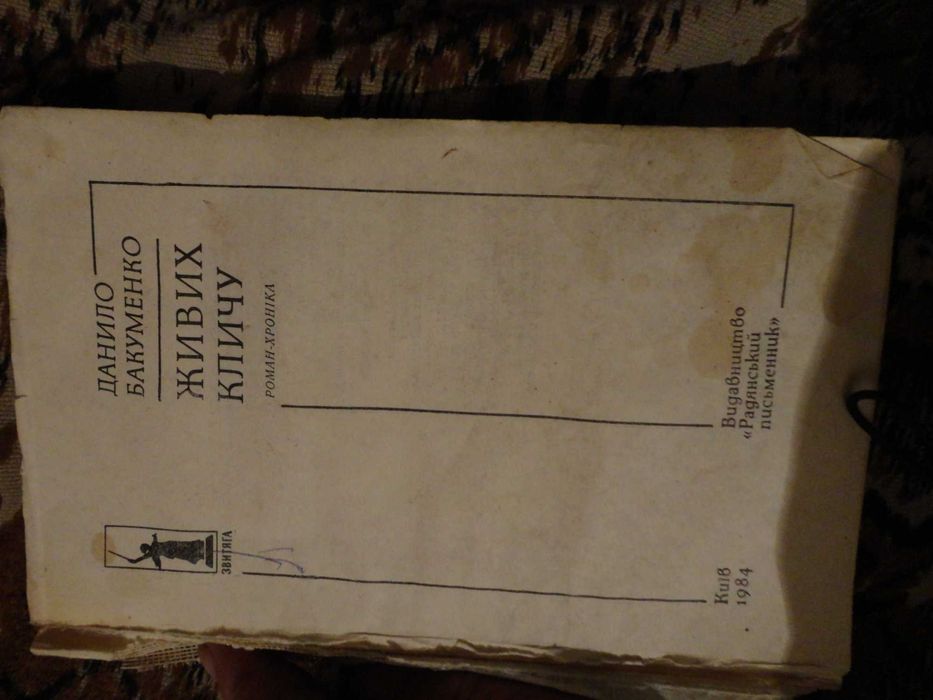 ДАНИЛО
БАКУМЕНКО
ЖИВИХ
КЛИЧУ
РОМАН-ХРОНІКА
ЗВИТЯГА
Київ
1984
Видавництво
«Радянський
письменник»